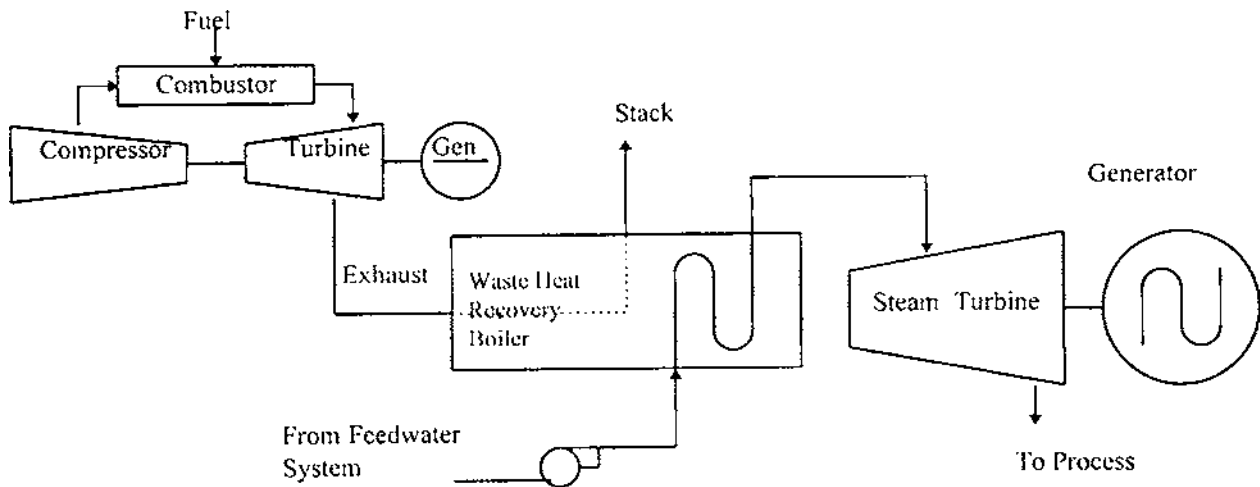 Fuel
Combustor
Compressor
Turbine
Gen
Stack
Generator
Exhaust
Waste Heat
Recovery
Boiler
Steam Turbine
From Feedwater
System
To Process